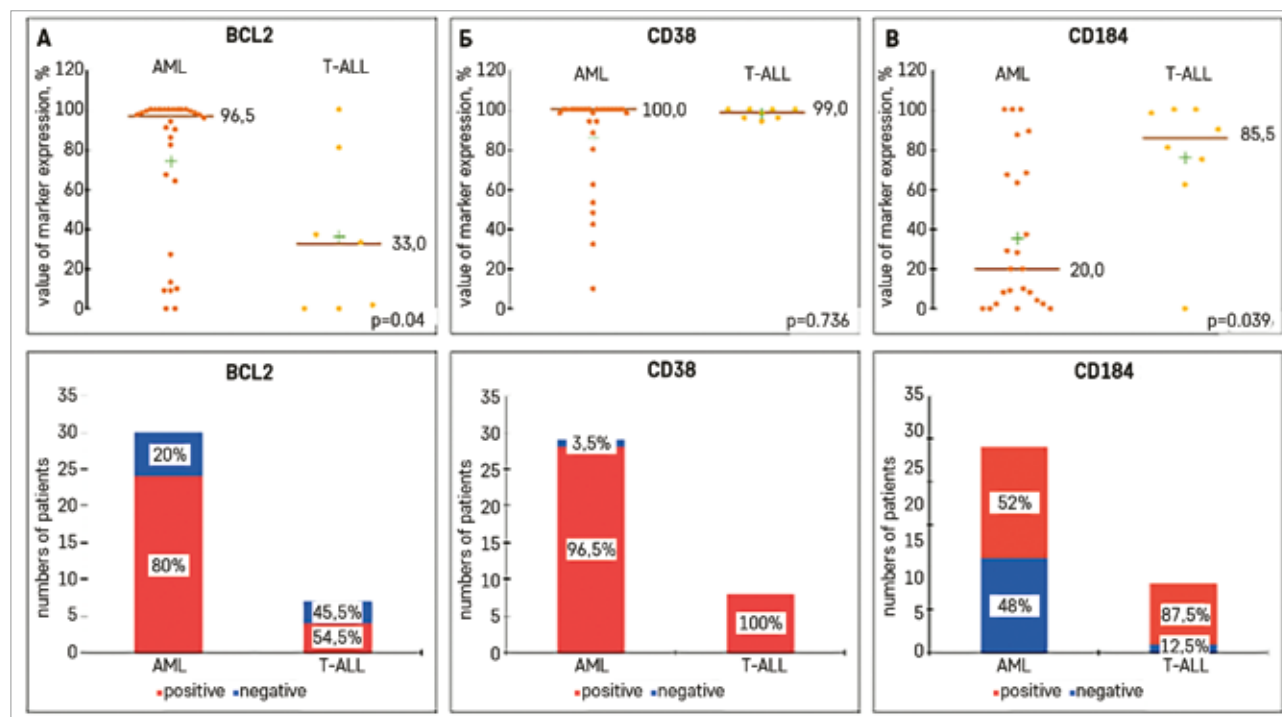 А
BCL2
AML
T-ALL
value of marker expression, %
120
100
80
60
40
20
0
96,5
33,0
p=0.04
Б
CD38
AML
T-ALL
value of marker expression, %
120
100
80
60
40
20
0
100,0
99,0
p=0.736
В
CD184
AML
T-ALL
value of marker expression, %
120
100
80
60
40
20
0
20,0
85,5
p=0.039
BCL2
numbers of patients
35
30
25
20
15
10
5
0
20%
80%
45,5%
54,5%
AML
T-ALL
positive negative
CD38
numbers of patients
35
30
25
20
15
10
5
0
3,5%
96,5%
100%
AML
T-ALL
positive negative
CD184
numbers of patients
35
30
25
20
15
10
5
0
52%
48%
87,5%
12,5%
AML
T-ALL
positive negative